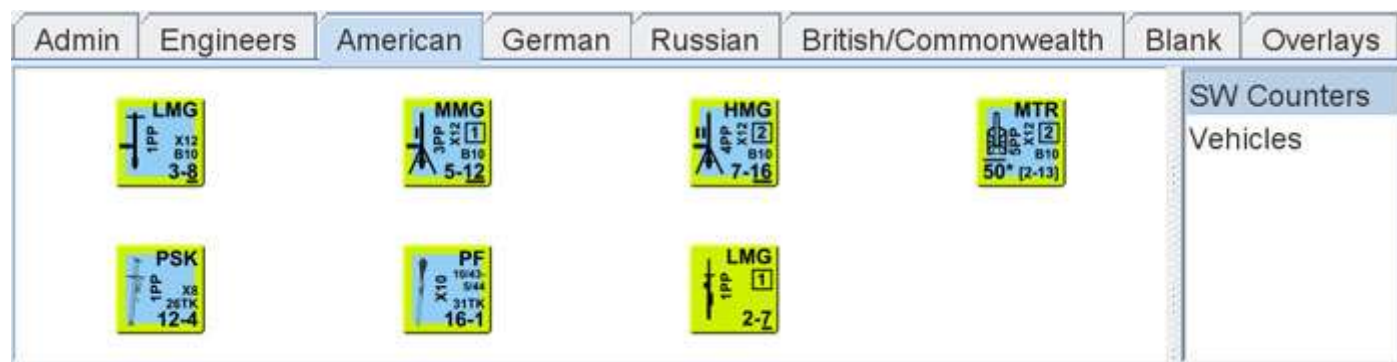 Admin Engineers American German Russian British/Commonwealth Blank Overlays
SW Counters
Vehicles
LMG
1PP
X12
B10
3-8
MMG
3PP
X12
1
B10
5-12
HMG
4PP
X12
2
B10
7-16
MTR
5PP
X12
2
B10
50* [2-13]
PSK
1PP
X8
26TK
12-4
PF
10/43-
5/44
X10
31TK
16-1
LMG
1PP
1
2-7